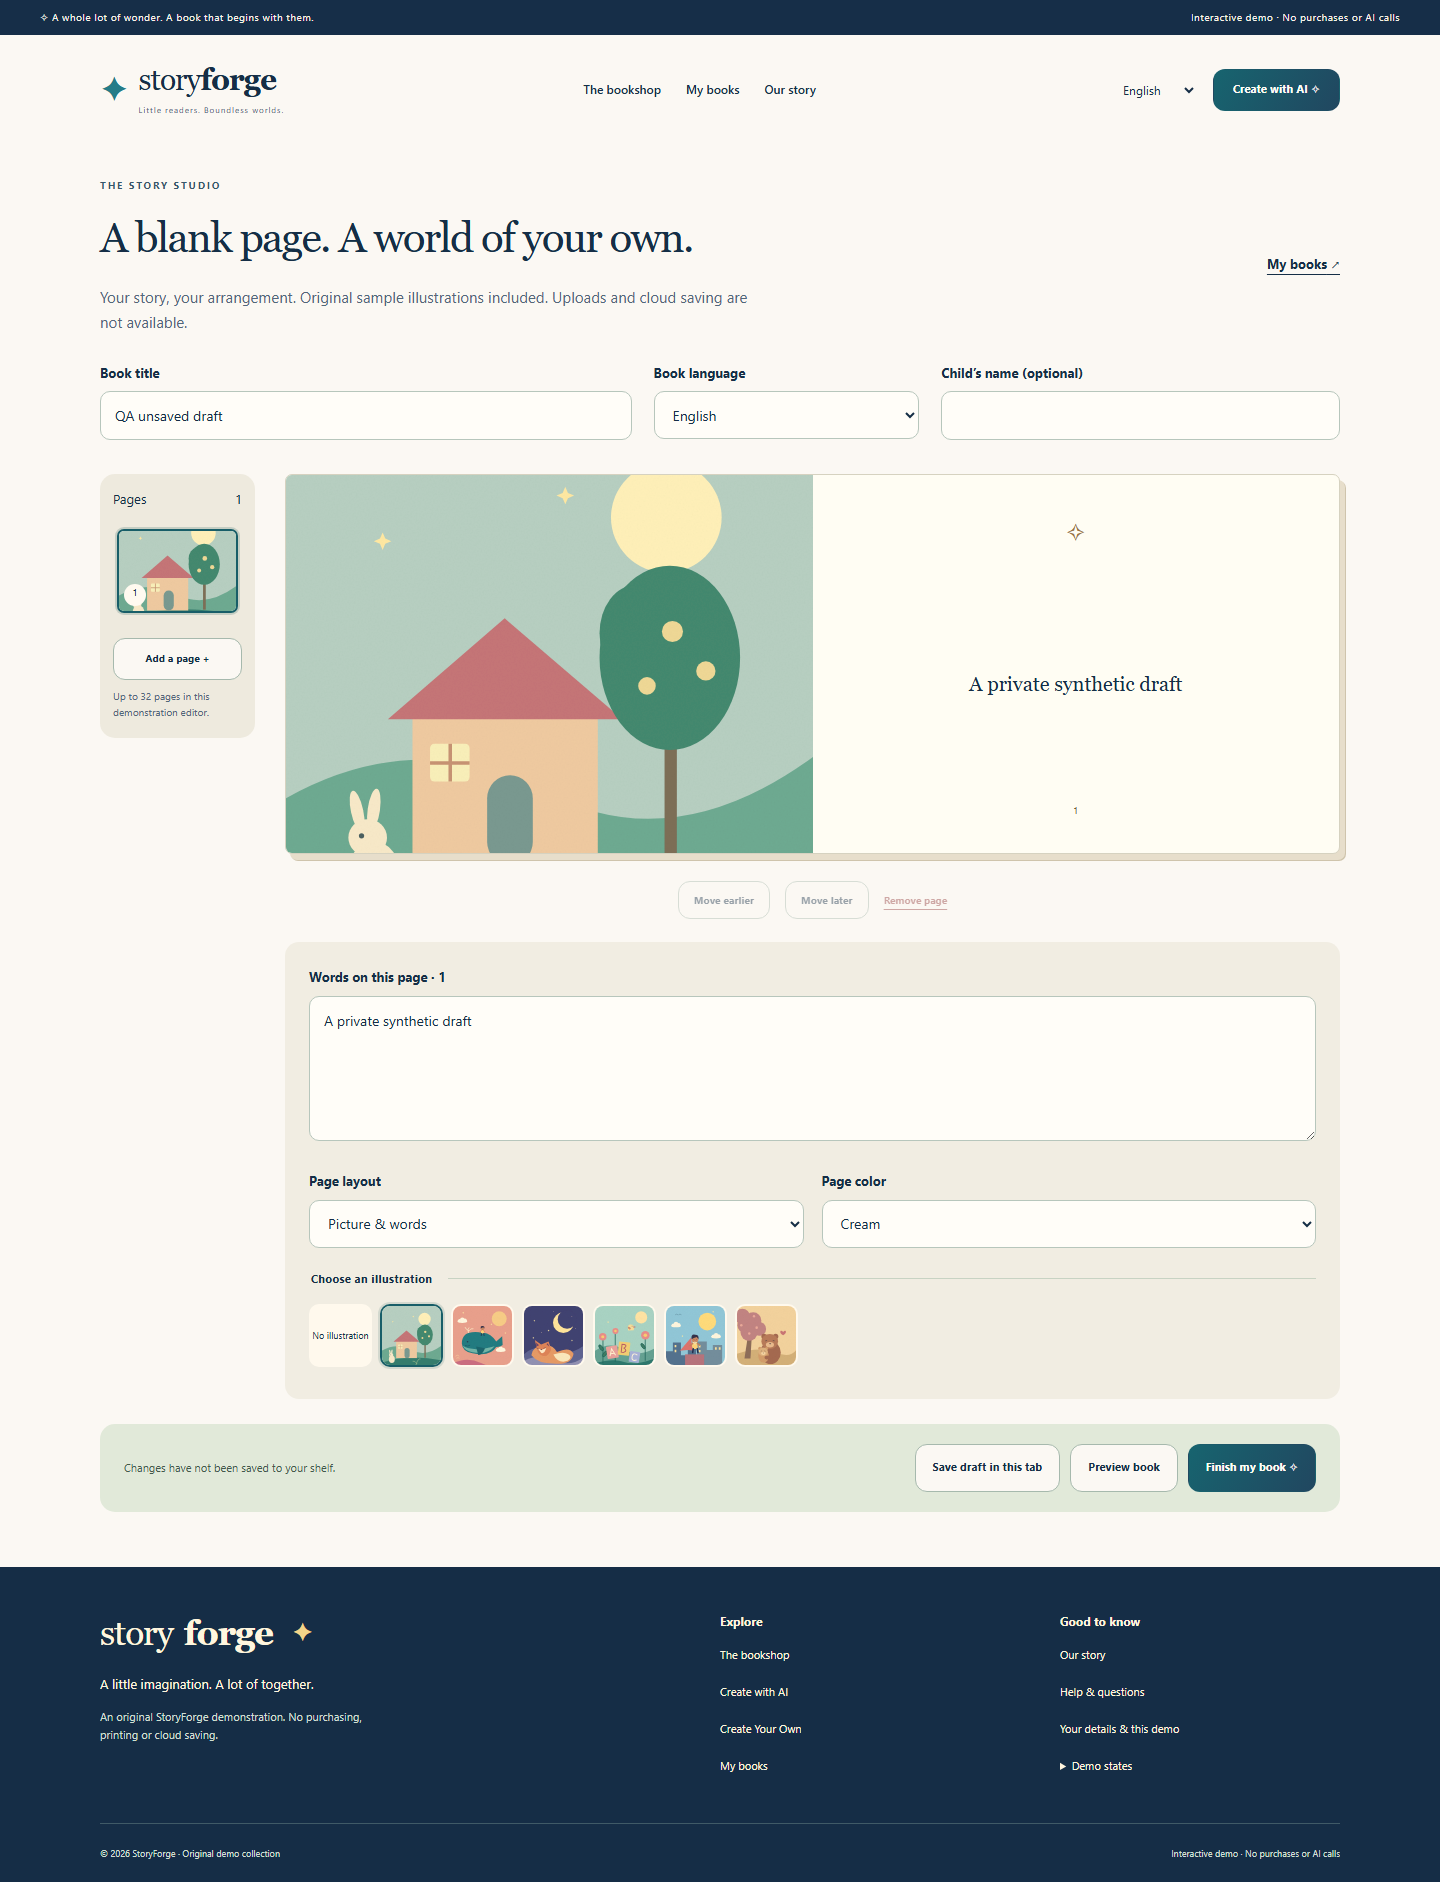 ✧ A whole lot of wonder. A book that begins with them.
Interactive demo · No purchases or AI calls
storyforge
Little readers. Boundless worlds.
The bookshop
My books
Our story
English
Create with AI ✧
THE STORY STUDIO
A blank page. A world of your own.
My books ↗
Your story, your arrangement. Original sample illustrations included. Uploads and cloud saving are
not available.
Book title
Book language
Child's name (optional)
QA unsaved draft
English
Pages
1
1
Add a page +
Up to 32 pages in this
demonstration editor.
A private synthetic draft
1
Move earlier
Move later
Remove page
Words on this page · 1
A private synthetic draft
Page layout
Page color
Picture & words
Cream
Choose an illustration
No illustration
A
B
C
Changes have not been saved to your shelf.
Save draft in this tab
Preview book
Finish my book ✧
story forge
A little imagination. A lot of together.
An original StoryForge demonstration. No purchasing,
printing or cloud saving.
Explore
The bookshop
Create with AI
Create Your Own
My books
Good to know
Our story
Help & questions
Your details & this demo
▶ Demo states
© 2026 StoryForge · Original demo collection
Interactive demo · No purchases or AI calls